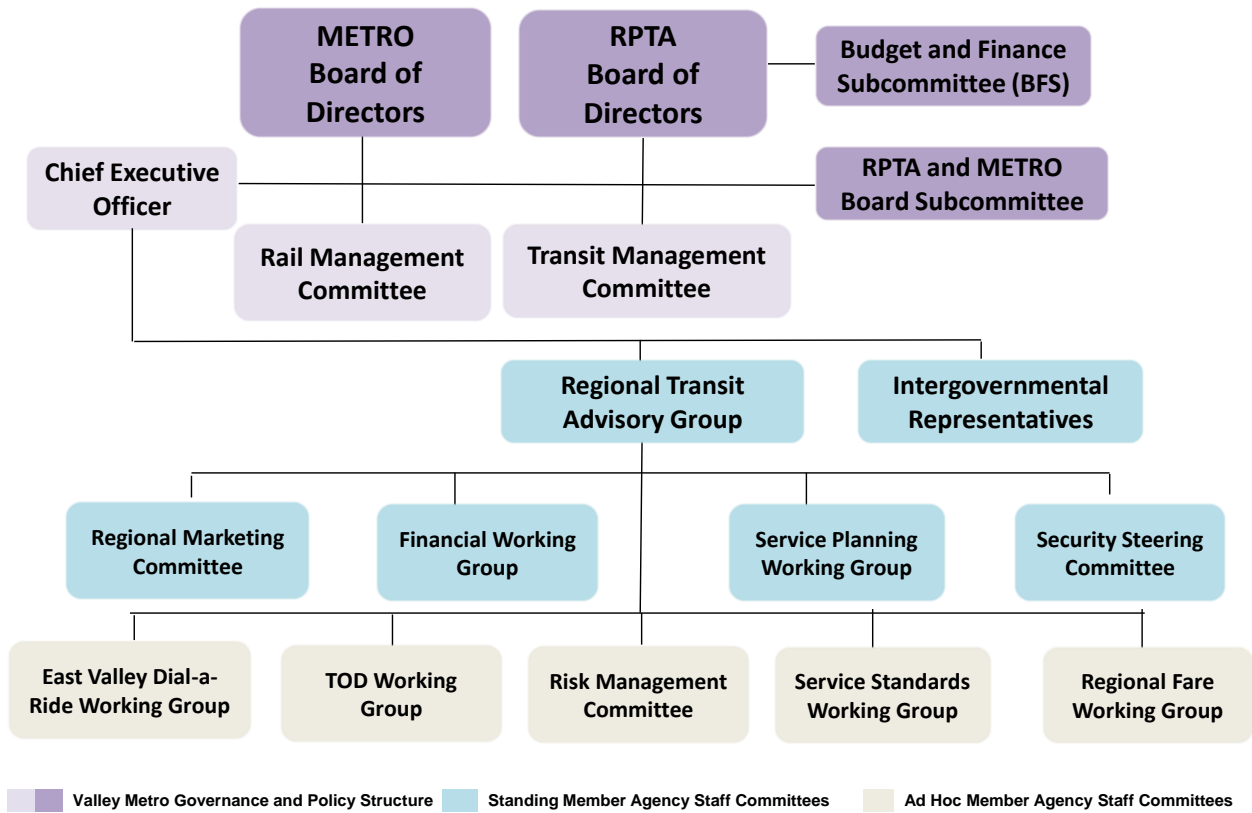 METRO
Board of
Directors
RPTA
Board of
Directors
Budget and Finance
Subcommittee (BFS)
Chief Executive
Officer
RPTA and METRO
Board Subcommittee
Rail Management
Committee
Transit Management
Committee
Regional Transit
Advisory Group
Intergovernmental
Representatives
Regional Marketing
Committee
Financial Working
Group
Service Planning
Working Group
Security Steering
Committee
East Valley Dial-a-
Ride Working Group
TOD Working
Group
Risk Management
Committee
Service Standards
Working Group
Regional Fare
Working Group
Valley Metro Governance and Policy Structure
Standing Member Agency Staff Committees
Ad Hoc Member Agency Staff Committees